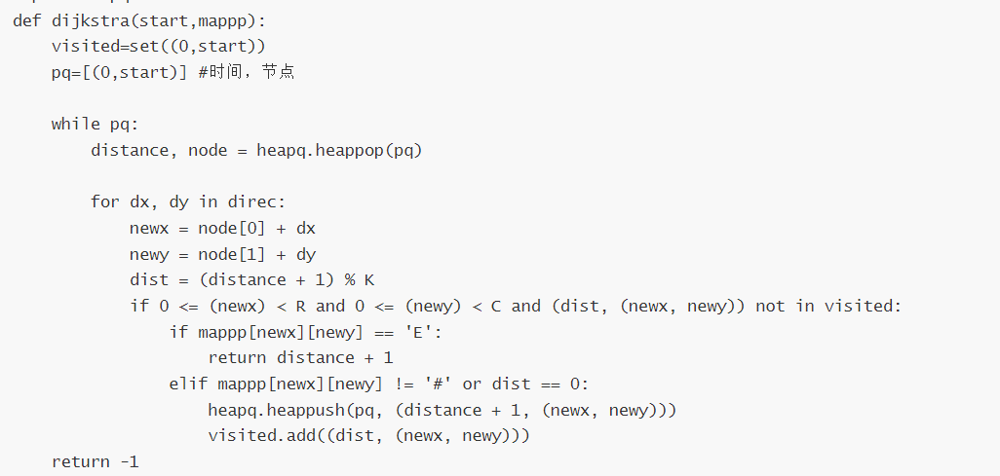 def dijkstra(start,mappp):
    visited=set((0,start))
    pq=[(0,start)] #时间，节点

    while pq:
        distance, node = heapq.heappop(pq)

        for dx, dy in direc:
            newx = node[0] + dx
            newy = node[1] + dy
            dist = (distance + 1) % K
            if 0 <= (newx) < R and 0 <= (newy) < C and (dist, (newx, newy)) not in visited:
                if mappp[newx][newy] == 'E':
                    return distance + 1
                elif mappp[newx][newy] != '#' or dist == 0:
                    heapq.heappush(pq, (distance + 1, (newx, newy)))
                    visited.add((dist, (newx, newy)))
    return -1